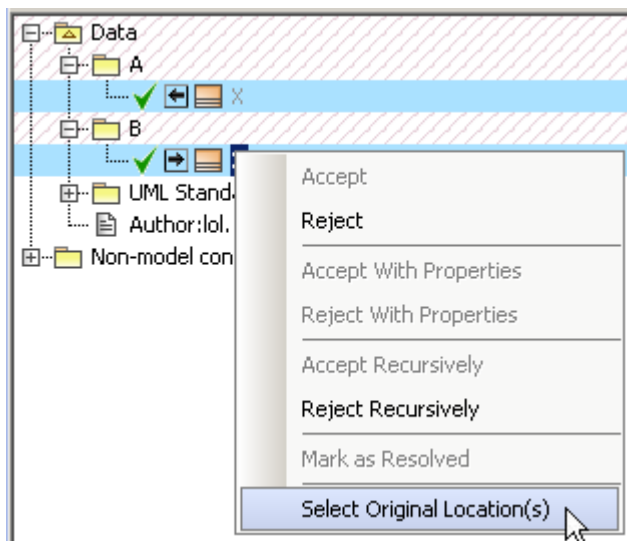 Data
A
X
B
UML Stand
Author:lol.
Non-model con
Accept
Reject
Accept With Properties
Reject With Properties
Accept Recursively
Reject Recursively
Mark as Resolved
Select Original Location(s)